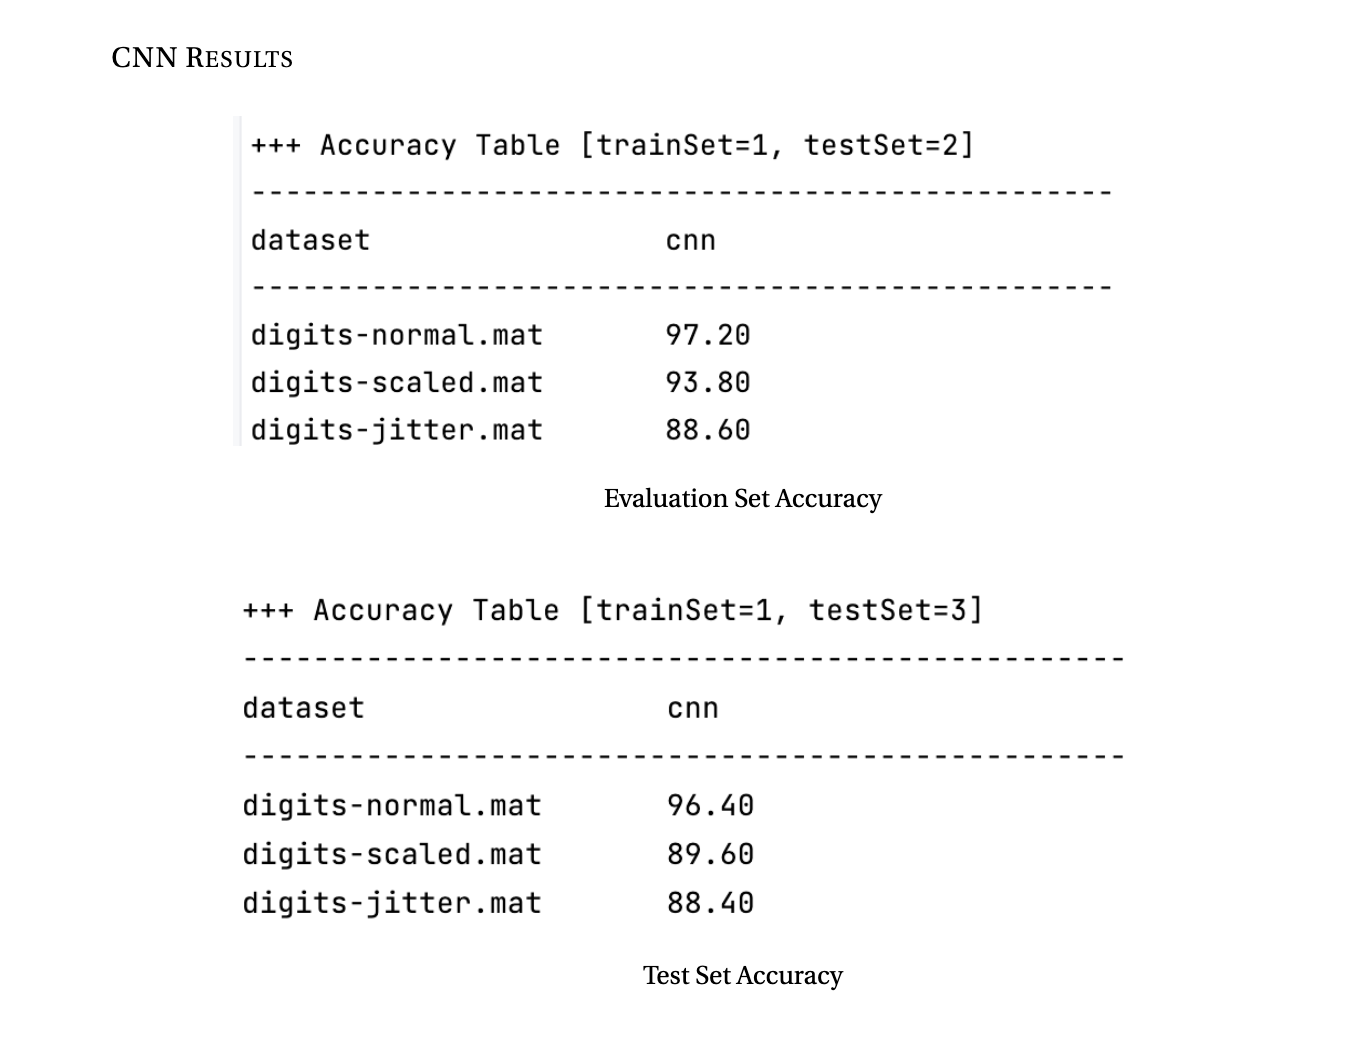 CNN RESULTS
+++ Accuracy Table [trainSet=1, testSet=2]
--------------------------------------------------
dataset cnn
--------------------------------------------------
digits-normal.mat 97.20
digits-scaled.mat 93.80
digits-jitter.mat 88.60
Evaluation Set Accuracy
+++ Accuracy Table [trainSet=1, testSet=3]
--------------------------------------------------
dataset cnn
--------------------------------------------------
digits-normal.mat 96.40
digits-scaled.mat 89.60
digits-jitter.mat 88.40
Test Set Accuracy